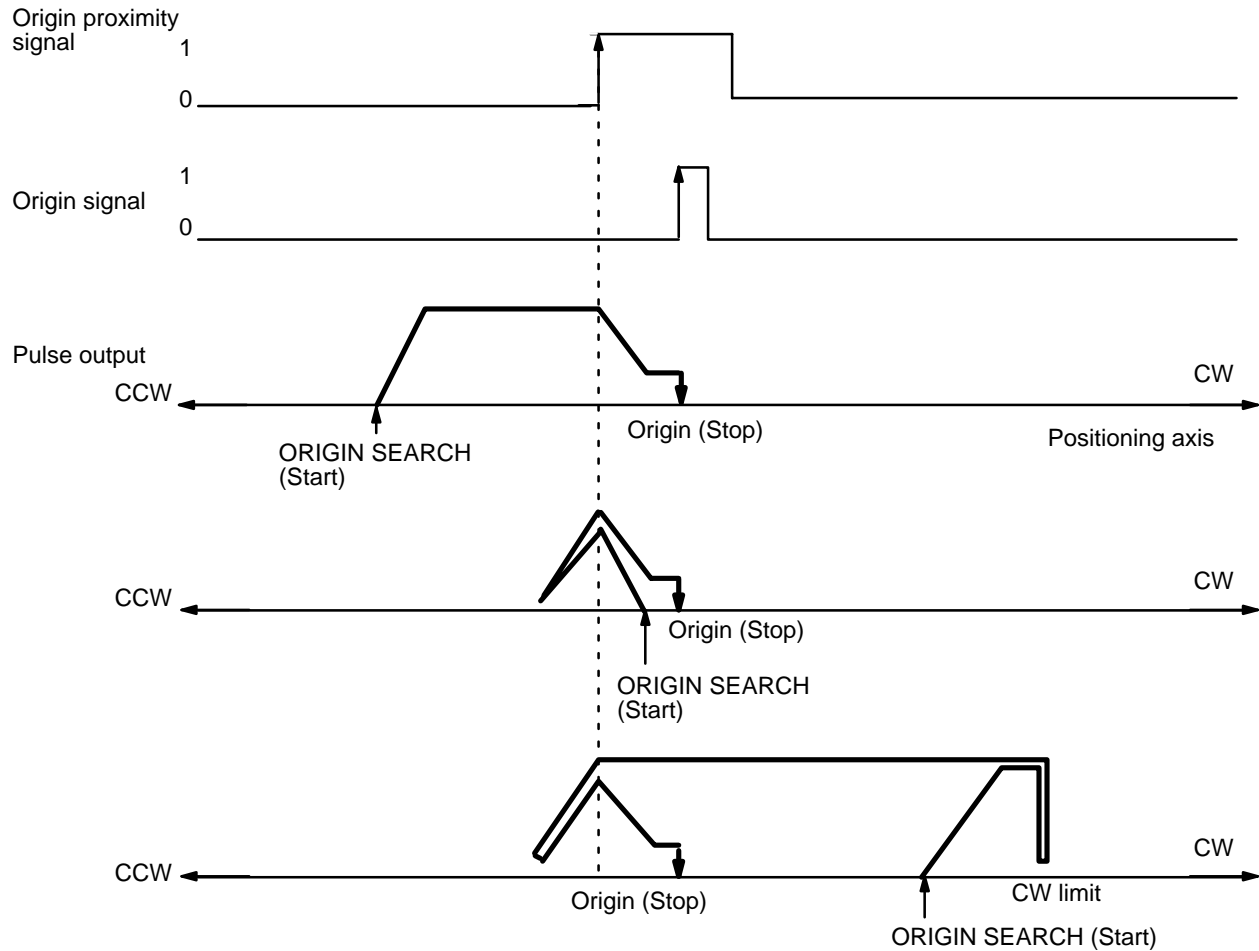 Origin proximity
signal
1
0
1
Origin signal
0
Pulse output
CCW
CW
Origin (Stop)
Positioning axis
ORIGIN SEARCH
(Start)
CCW
CW
Origin (Stop)
ORIGIN SEARCH
(Start)
CCW
CW
Origin (Stop)
CW limit
ORIGIN SEARCH (Start)